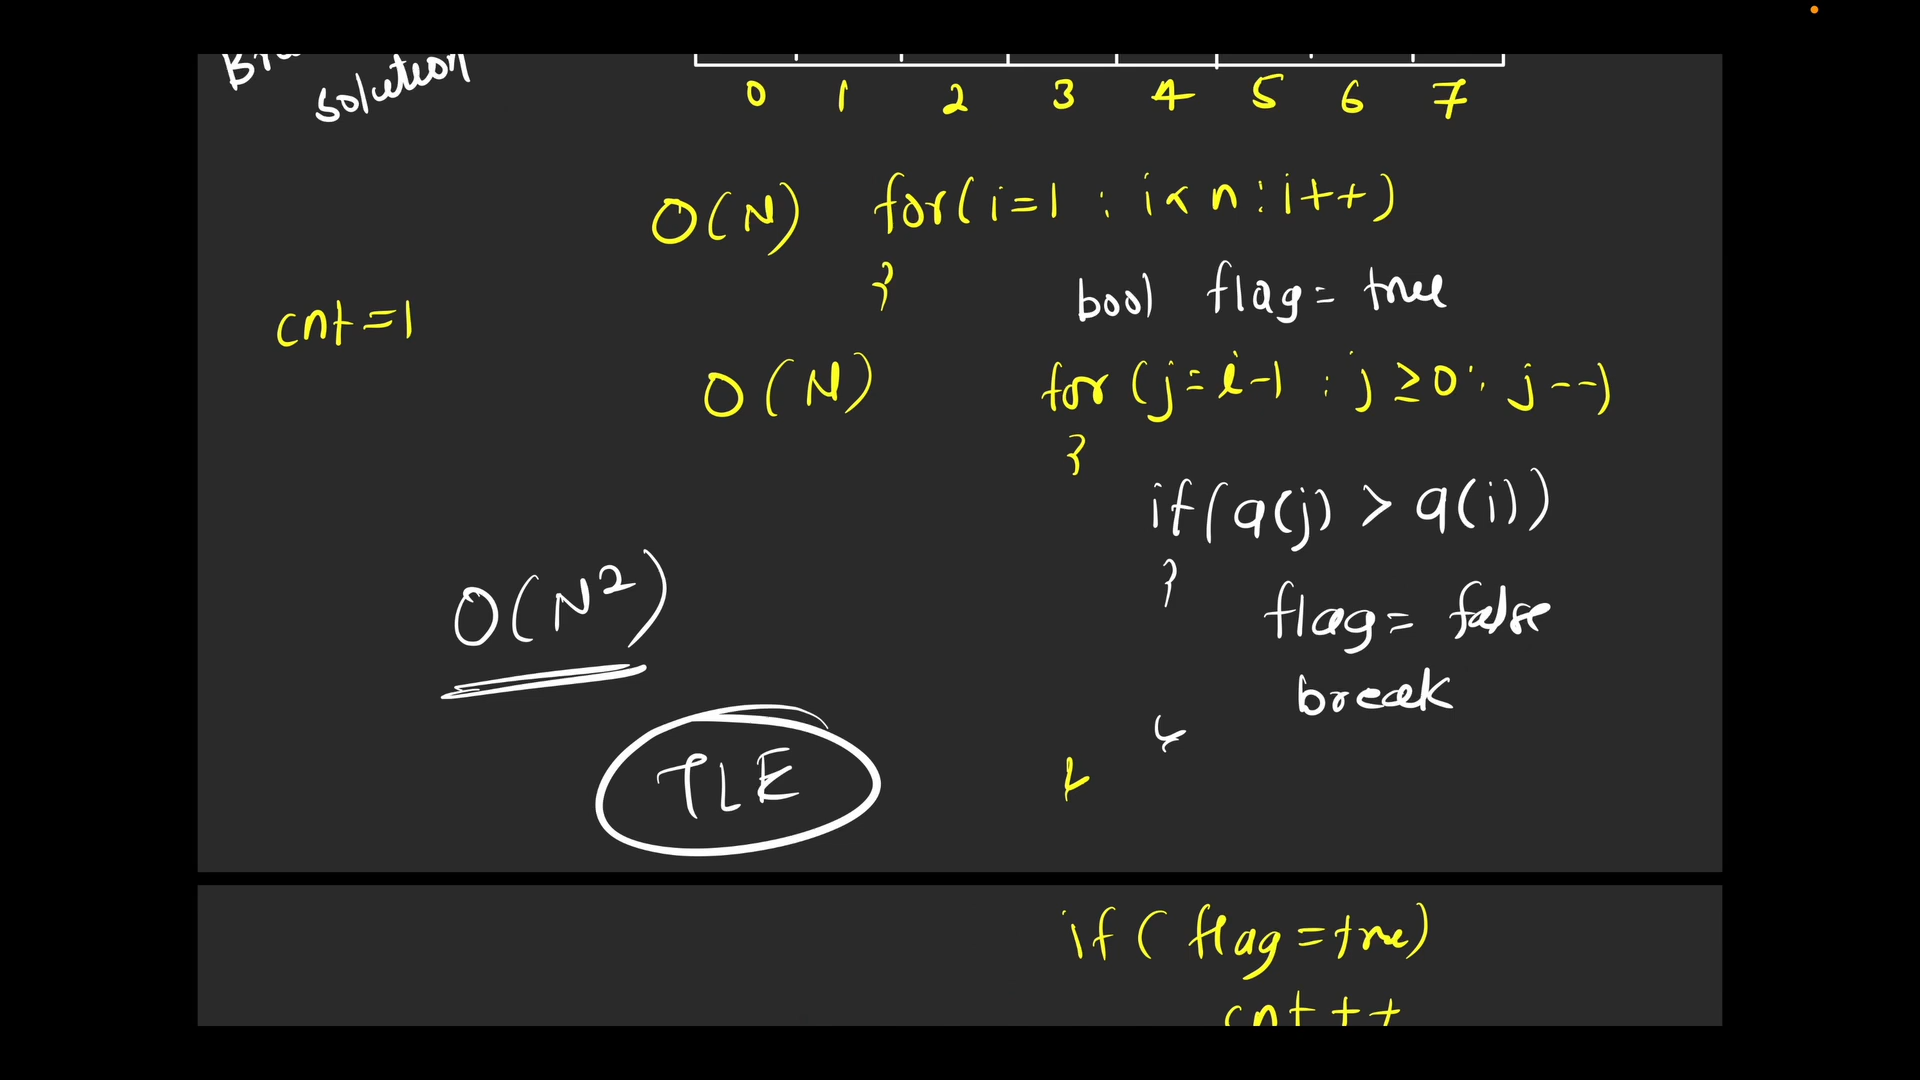 solution
0 1 2 3 4 5 6 7
O(N) for(i=1 ; i<n ; i++)
{
bool flag= true
cnt=1
O(N) for (j=i-1 ; j≥0 ; j--)
{
if(a(j) > a(i))
{
flag= false
break
}
}
O(N²)
TLE
if( flag=true)
cnt++